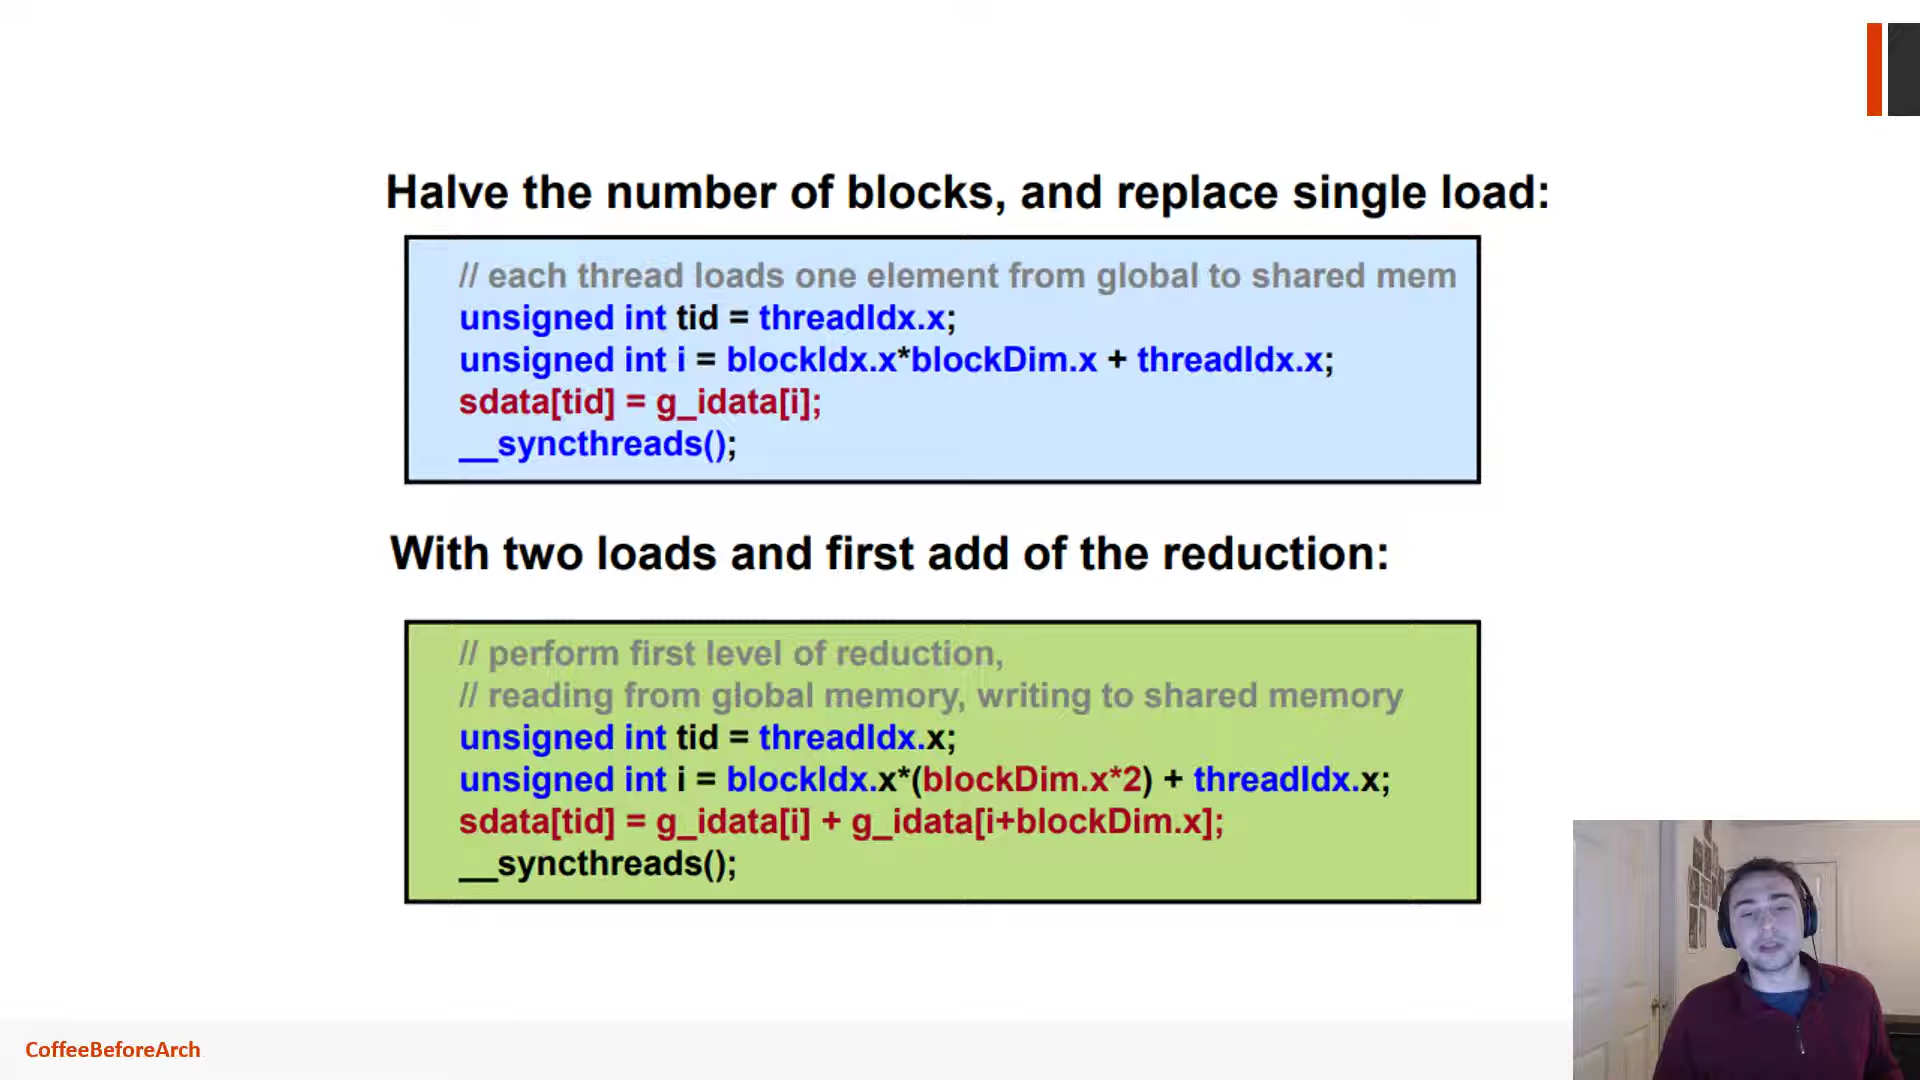 Halve the number of blocks, and replace single load:
// each thread loads one element from global to shared mem
unsigned int tid = threadIdx.x;
unsigned int i = blockIdx.x*blockDim.x + threadIdx.x;
sdata[tid] = g_idata[i];
__syncthreads();
With two loads and first add of the reduction:
// perform first level of reduction,
// reading from global memory, writing to shared memory
unsigned int tid = threadIdx.x;
unsigned int i = blockIdx.x*(blockDim.x*2) + threadIdx.x;
sdata[tid] = g_idata[i] + g_idata[i+blockDim.x];
__syncthreads();
CoffeeBeforeArch